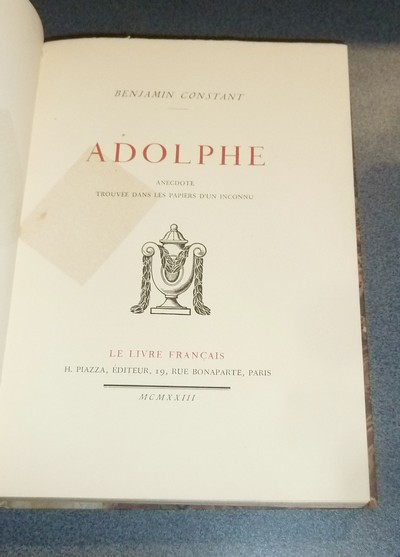 BENJAMIN CONSTANT
ADOLPHE
ANECDOTE
TROUVÉE DANS LES PAPIERS D'UN INCONNU
LE LIVRE FRANÇAIS
H. PIAZZA, ÉDITEUR, 19, RUE BONAPARTE, PARIS
MCMXXIII